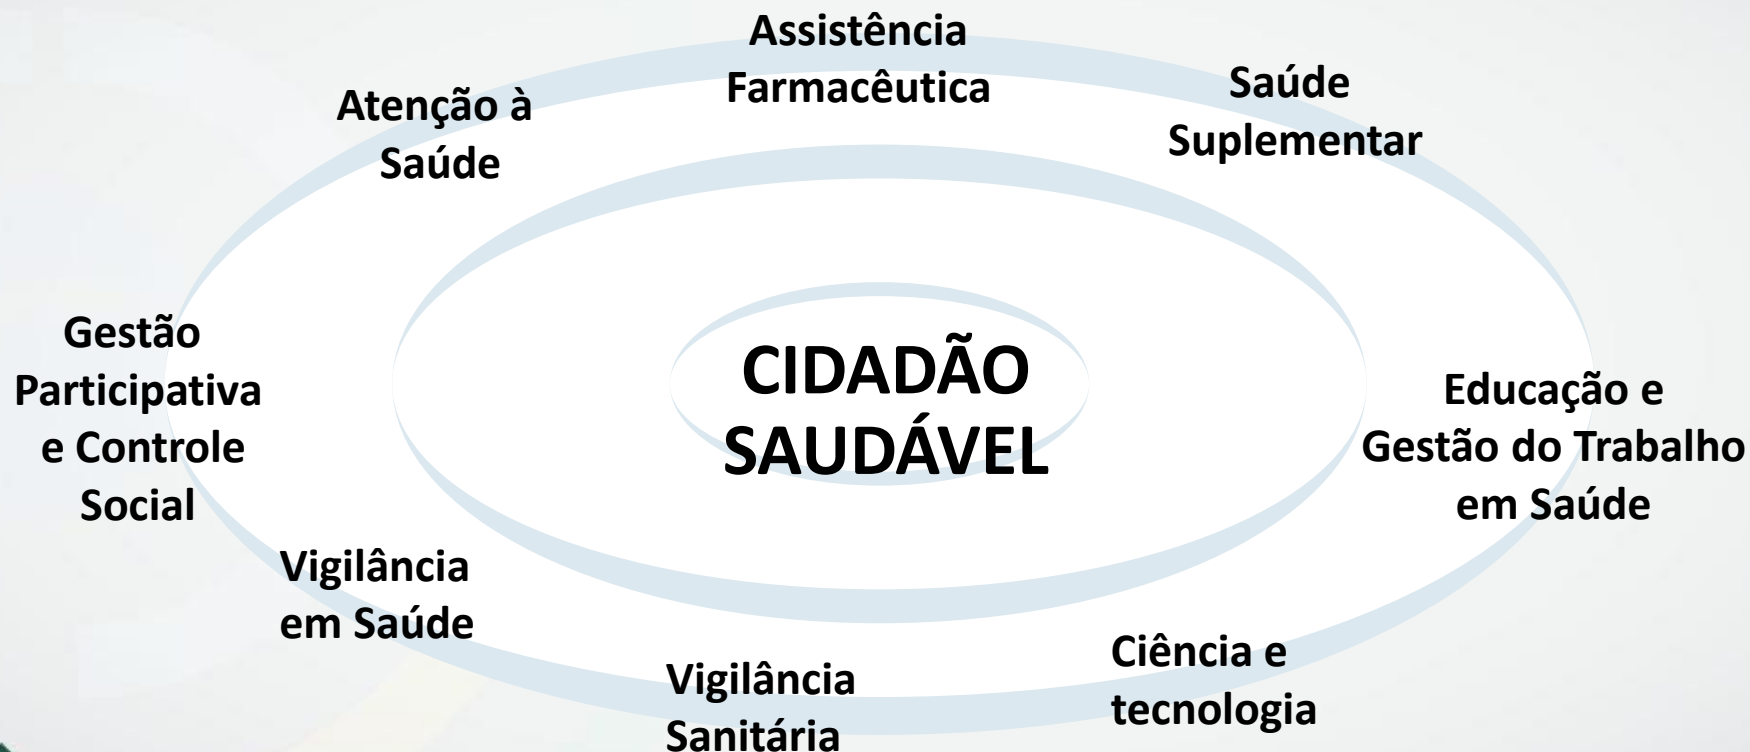 Assistência
Farmacêutica
Saúde
Suplementar
Atenção à
Saúde
Gestão
Participativa
e Controle
Social
CIDADÃO
SAUDÁVEL
Educação e
Gestão do Trabalho
em Saúde
Vigilância
em Saúde
Ciência e
tecnologia
Vigilância
Sanitária